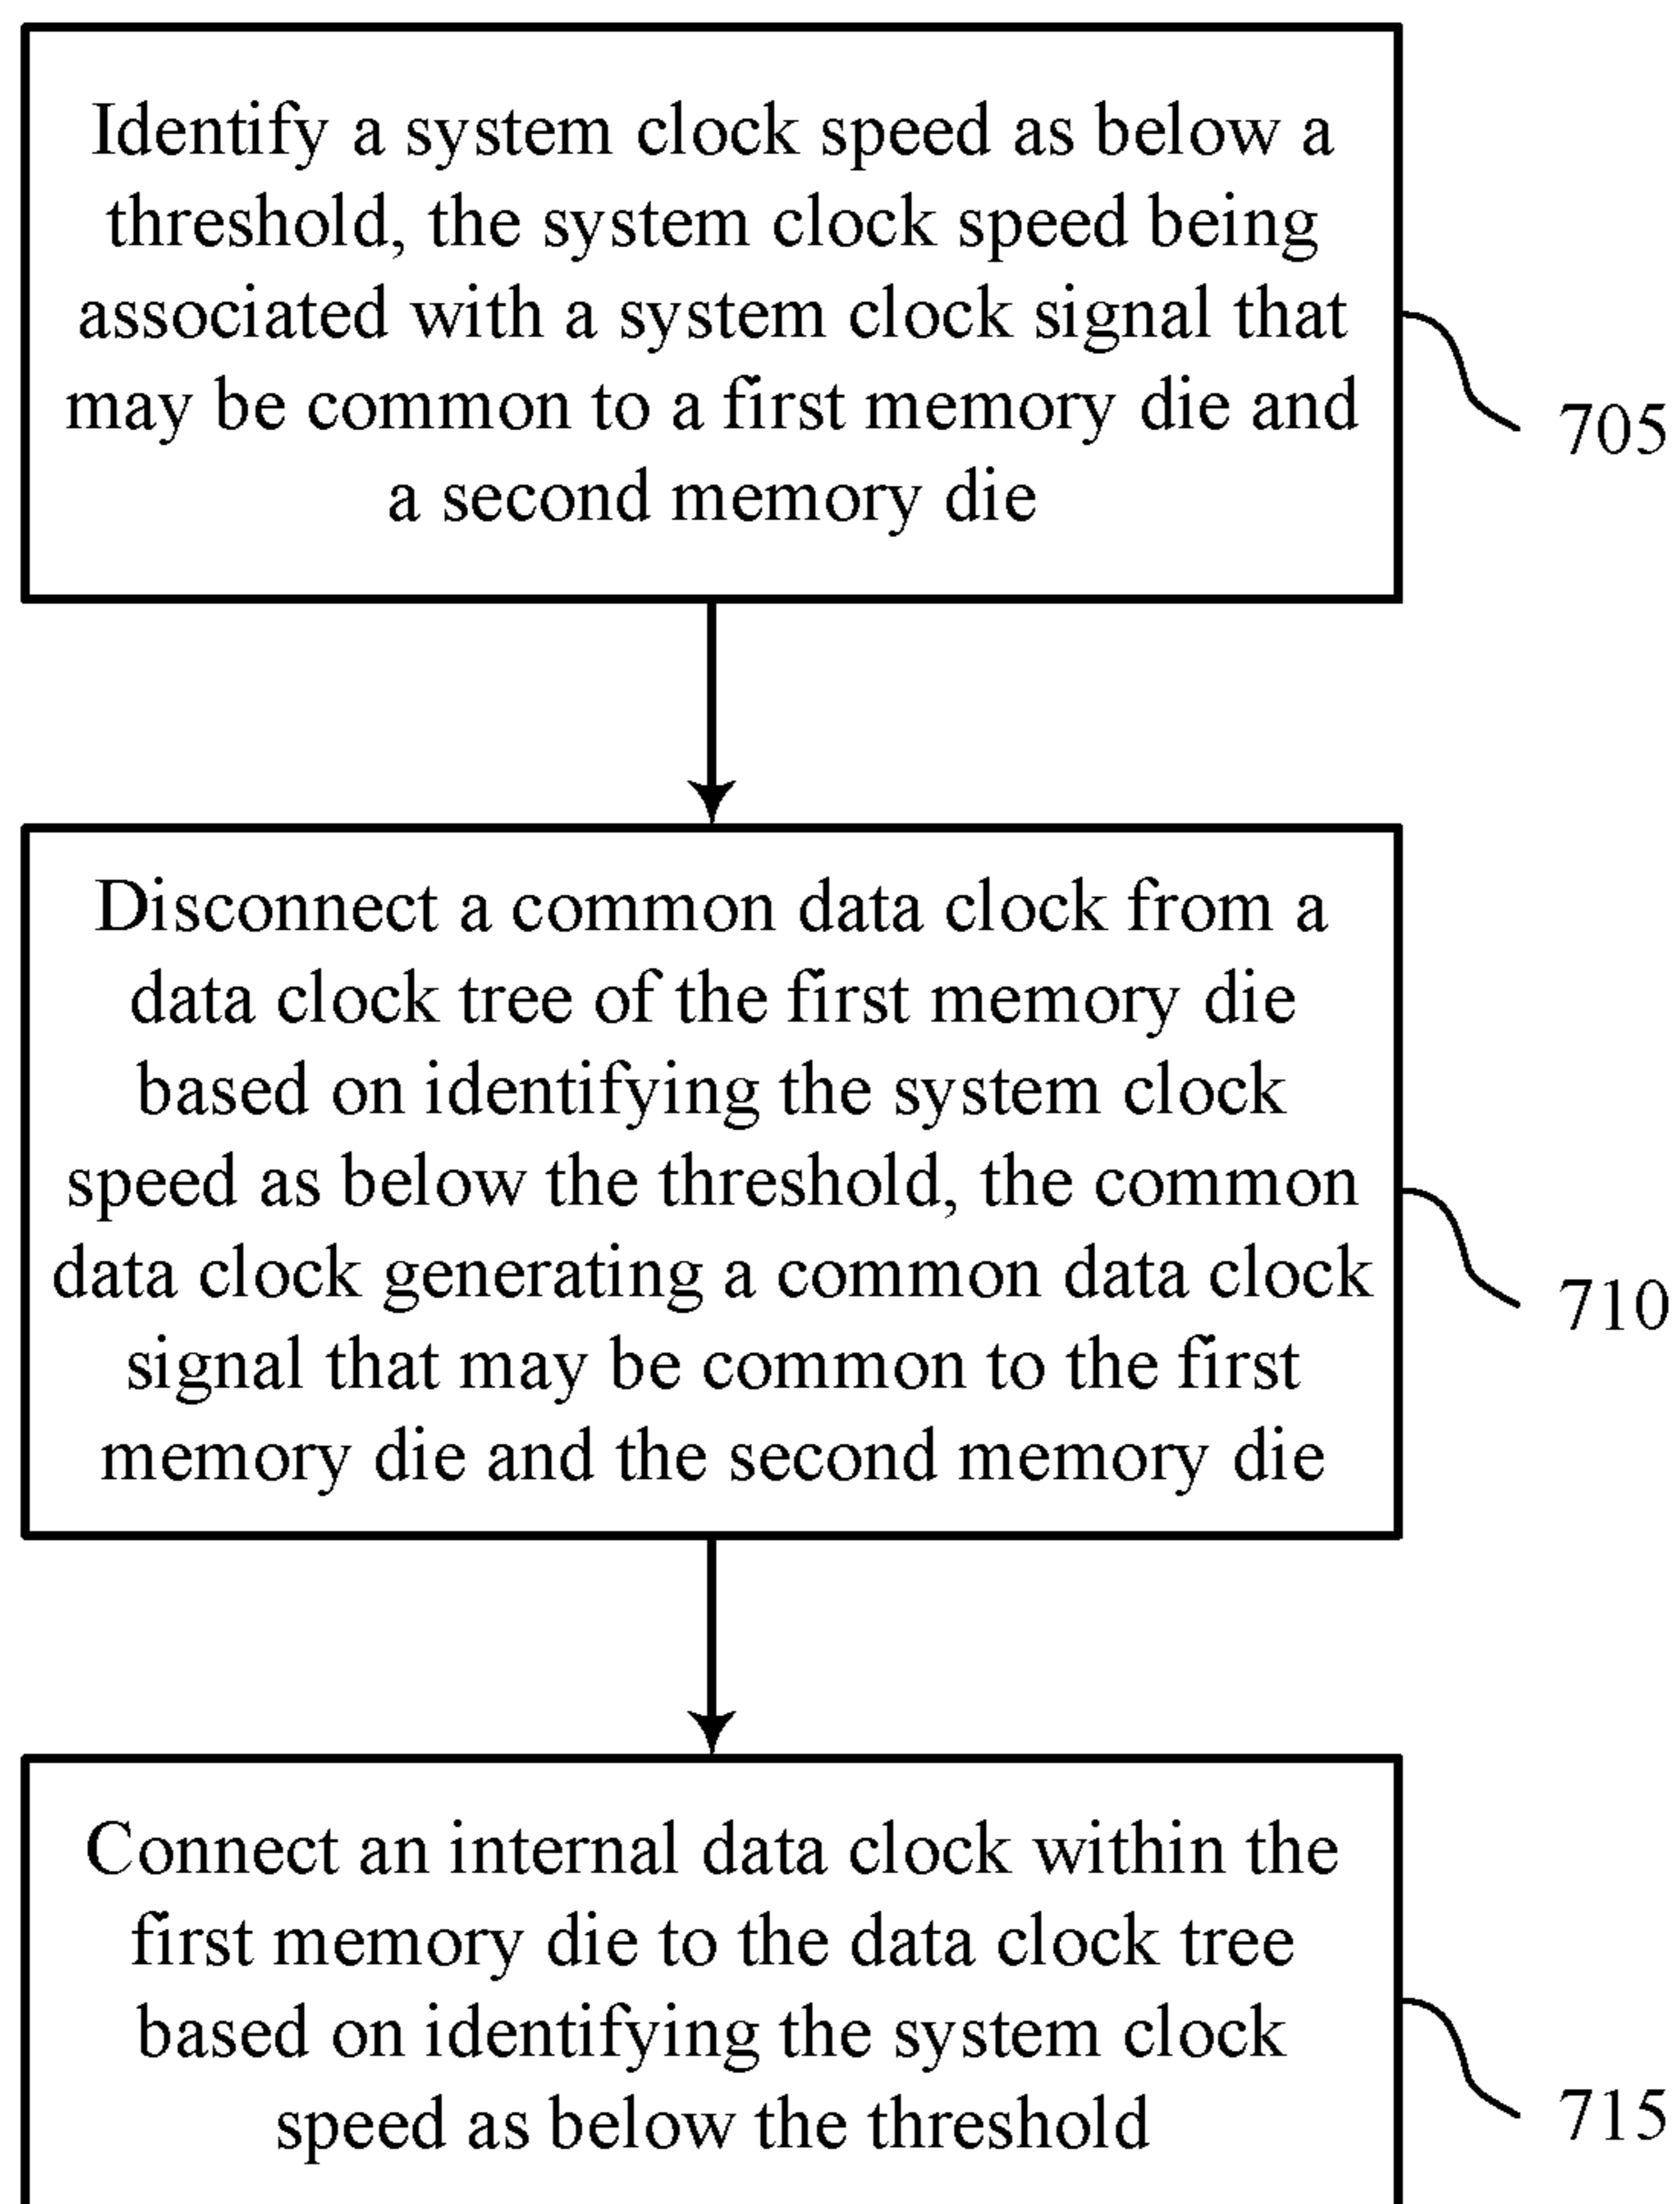 Identify a system clock speed as below a
threshold, the system clock speed being
associated with a system clock signal that
may be common to a first memory die and
a second memory die
705
Disconnect a common data clock from a
data clock tree of the first memory die
based on identifying the system clock
speed as below the threshold, the common
data clock generating a common data clock
signal that may be common to the first
memory die and the second memory die
710
Connect an internal data clock within the
first memory die to the data clock tree
based on identifying the system clock
speed as below the threshold
715